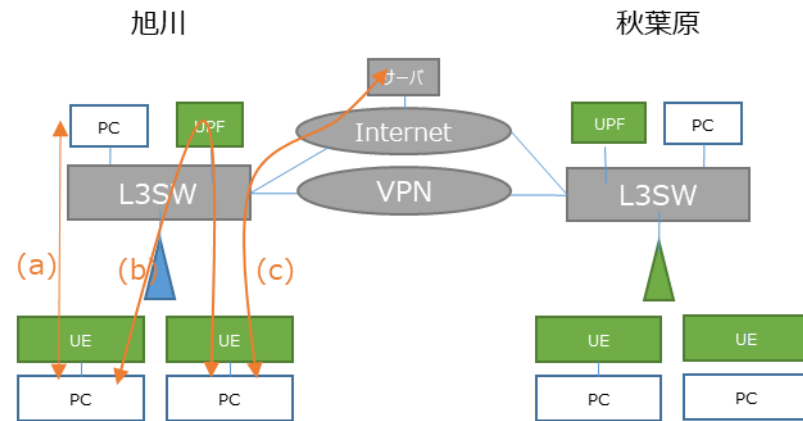 旭川
秋葉原
サーバ
PC
UPF
Internet
UPF
PC
L3SW
VPN
L3SW
(a)
(b)
(c)
UE
UE
UE
UE
PC
PC
PC
PC